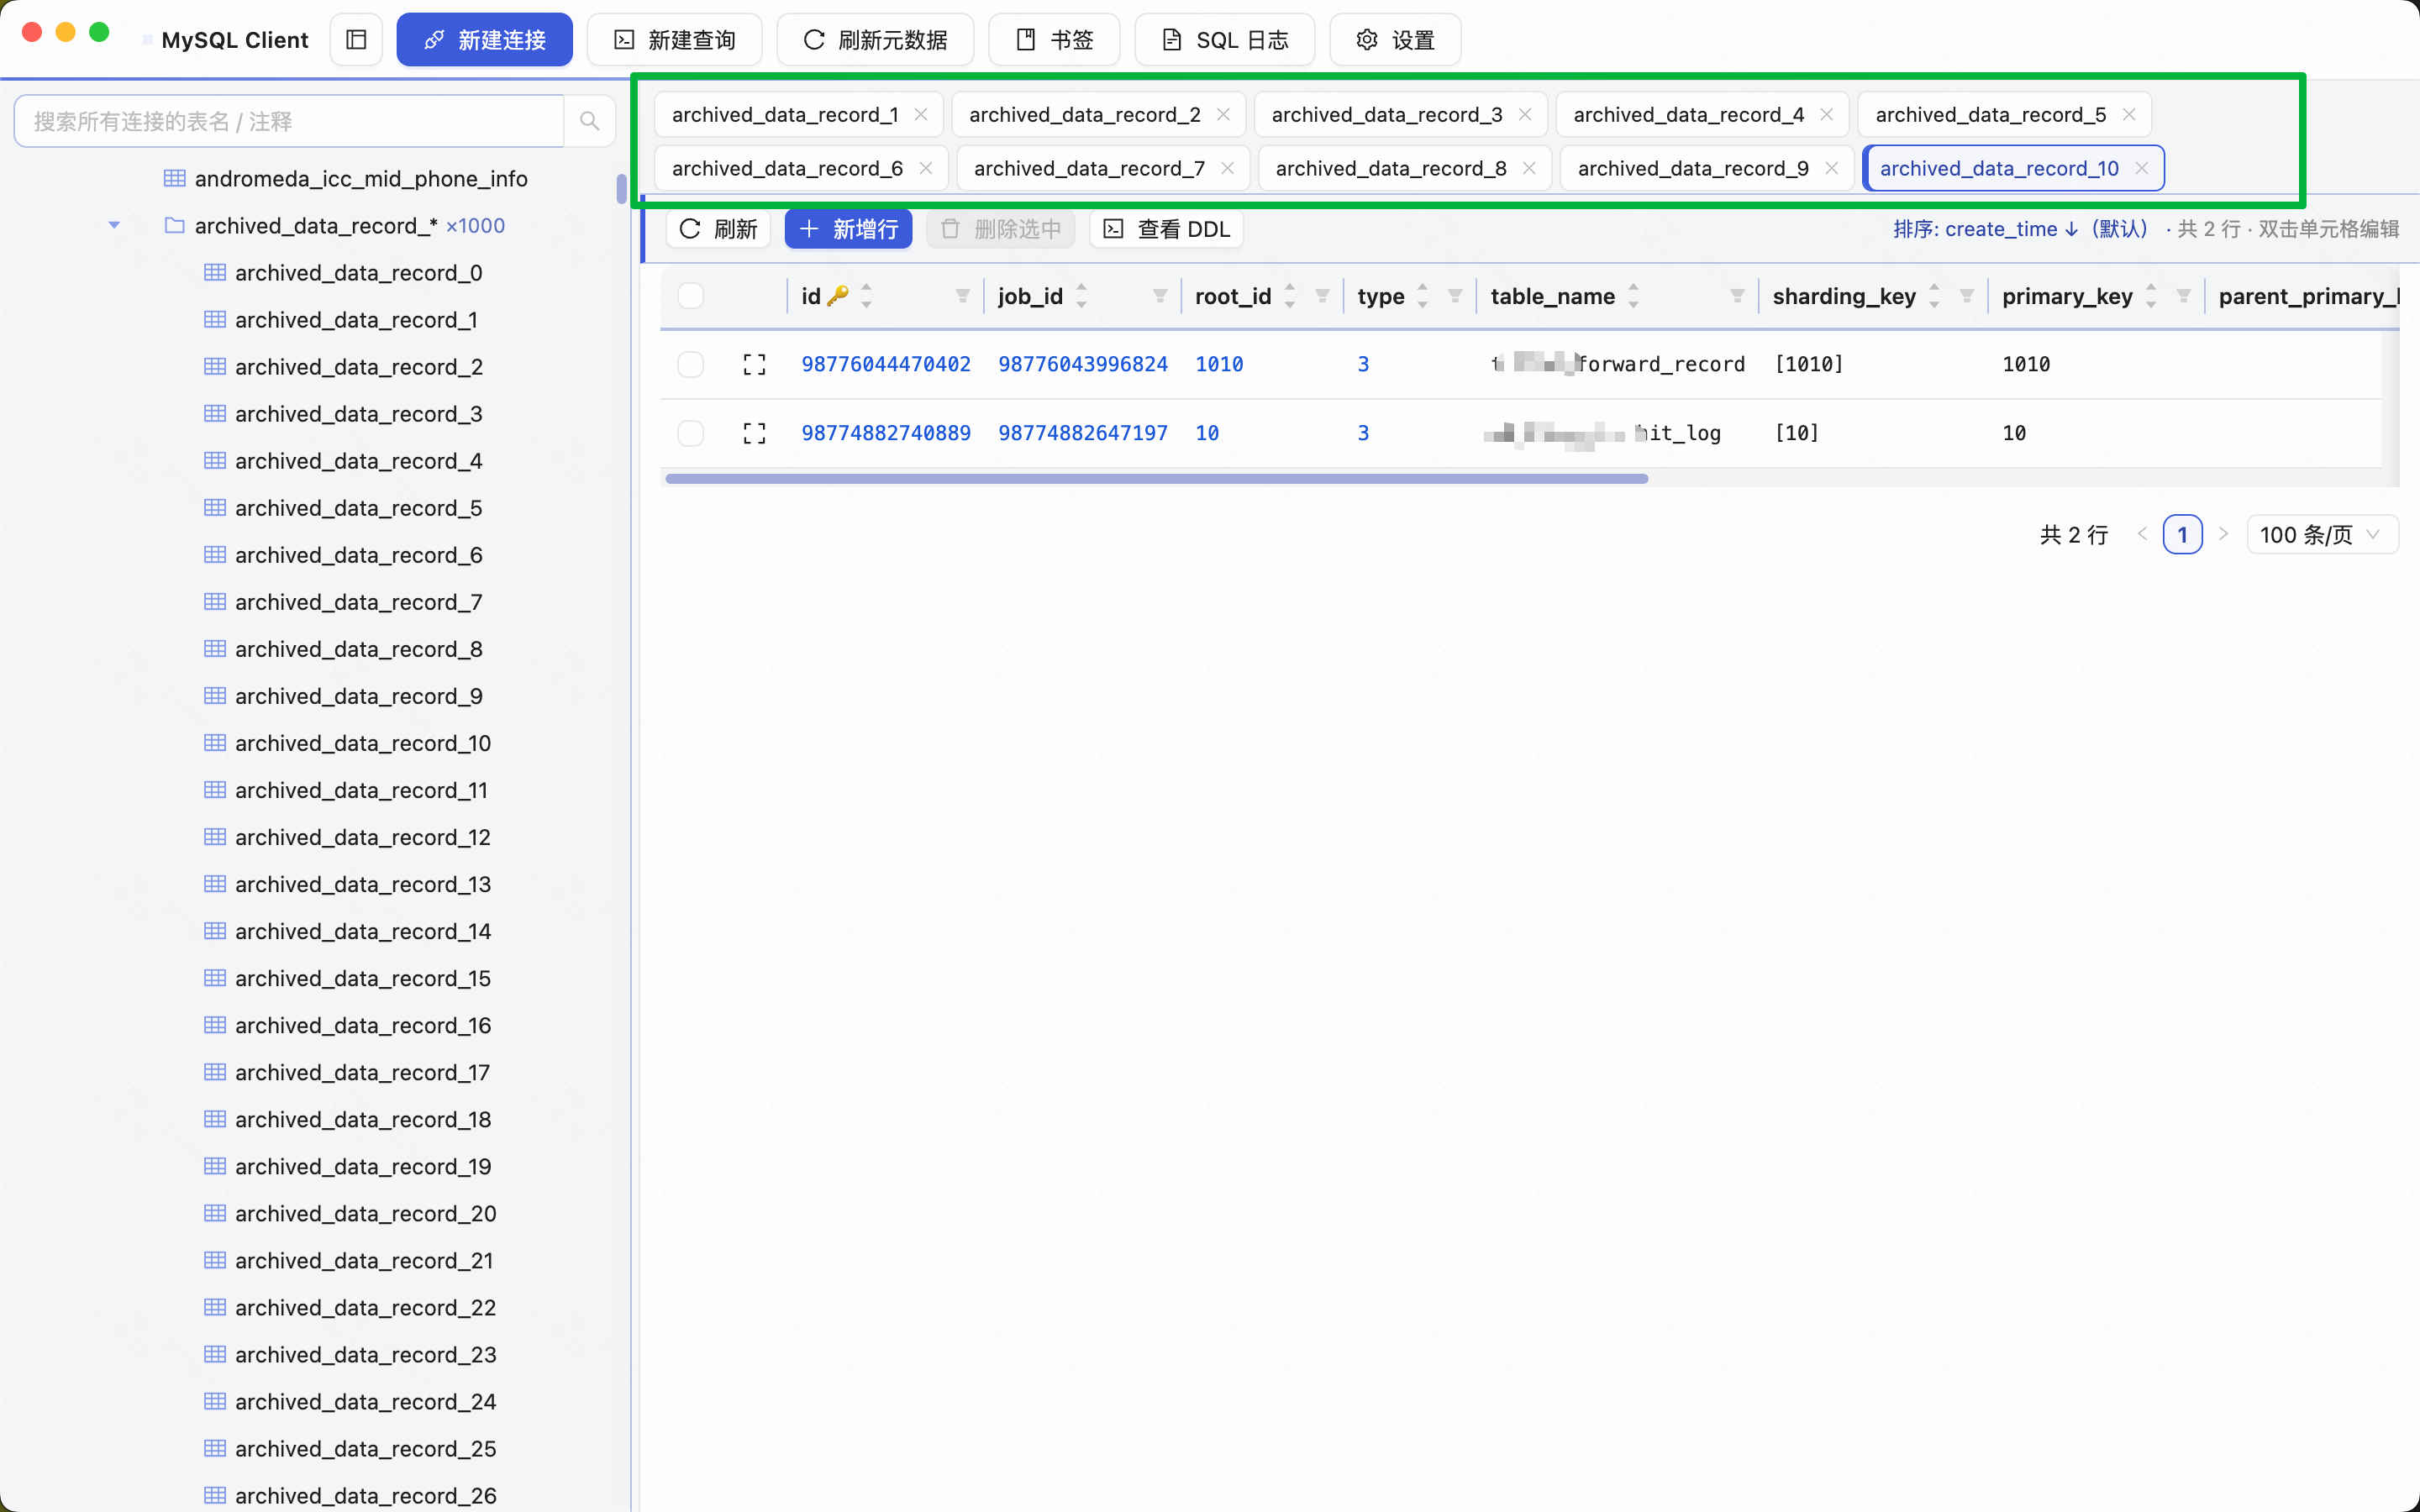 MySQL Client 新建连接 新建查询 刷新元数据 书签 SQL 日志 设置
搜索所有连接的表名 / 注释
andromeda_icc_mid_phone_info
archived_data_record_* ×1000
archived_data_record_0
archived_data_record_1
archived_data_record_2
archived_data_record_3
archived_data_record_4
archived_data_record_5
archived_data_record_6
archived_data_record_7
archived_data_record_8
archived_data_record_9
archived_data_record_10
archived_data_record_11
archived_data_record_12
archived_data_record_13
archived_data_record_14
archived_data_record_15
archived_data_record_16
archived_data_record_17
archived_data_record_18
archived_data_record_19
archived_data_record_20
archived_data_record_21
archived_data_record_22
archived_data_record_23
archived_data_record_24
archived_data_record_25
archived_data_record_26
archived_data_record_1 archived_data_record_2 archived_data_record_3 archived_data_record_4 archived_data_record_5
archived_data_record_6 archived_data_record_7 archived_data_record_8 archived_data_record_9 archived_data_record_10
刷新 新增行 删除选中 查看 DDL 排序: create_time ↓ (默认) · 共 2 行 · 双击单元格编辑
id job_id root_id type table_name sharding_key primary_key parent_primary_
98776044470402 98776043996824 1010 3 forward_record [1010] 1010
98774882740889 98774882647197 10 3 hit_log [10] 10
共 2 行 1 100 条/页